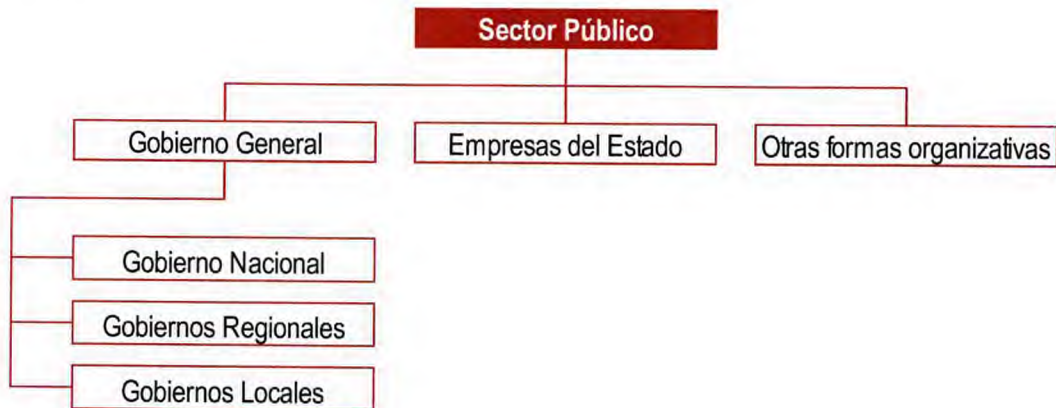 Sector Público
Gobierno General
Empresas del Estado
Otras formas organizativas
Gobierno Nacional
Gobiernos Regionales
Gobiernos Locales